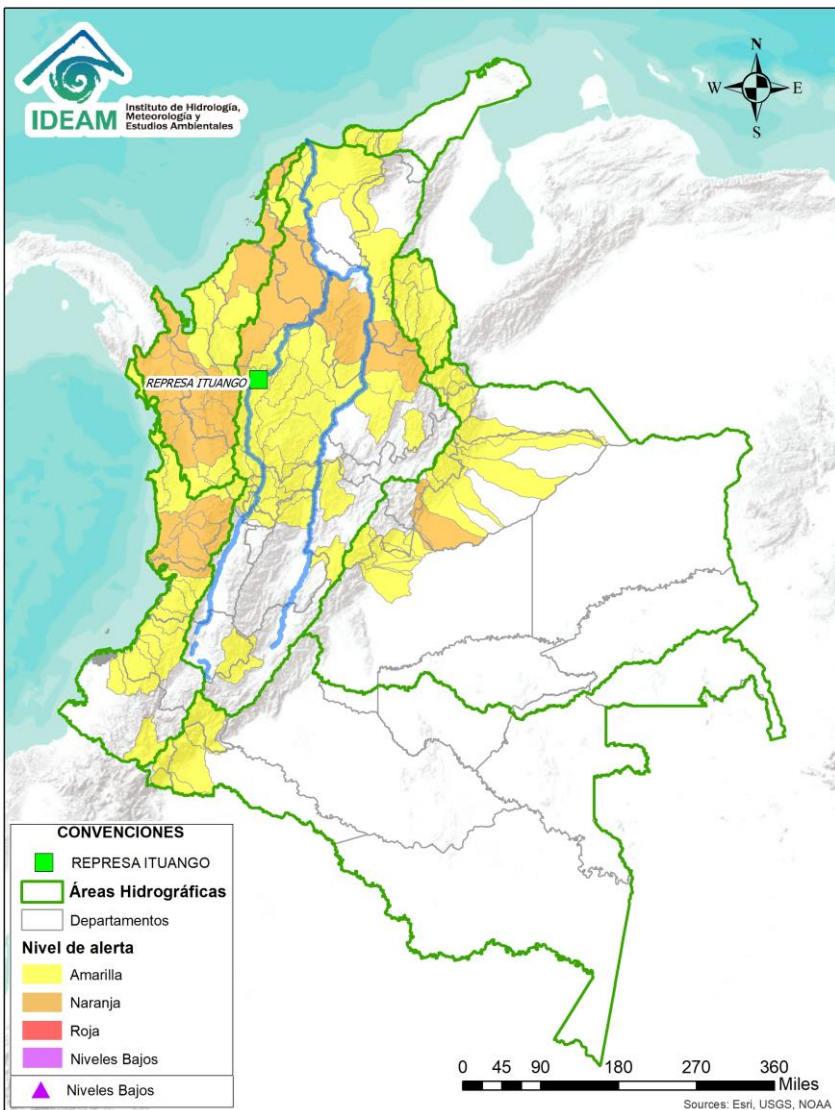 IDEAM
Instituto de Hidrología,
Meteorología y
Estudios Ambientales
N
W
E
S
REPRESA ITUANGO
CONVENCIONES
REPRESA ITUANGO
Áreas Hidrográficas
Departamentos
Nivel de alerta
Amarilla
Naranja
Roja
Niveles Bajos
Niveles Bajos
0 45 90 180 270 360
Miles
Sources: Esri, USGS, NOAA